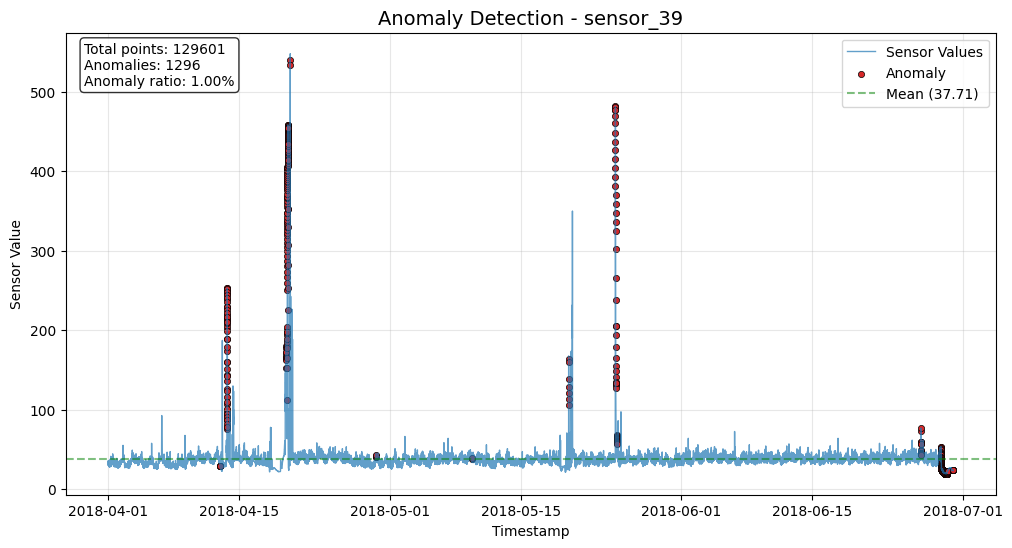 Anomaly Detection - sensor_39
Total points: 129601
Anomalies: 1296
Anomaly ratio: 1.00%
Sensor Values
Anomaly
Mean (37.71)
Sensor Value
500
400
300
200
100
0
2018-04-01 2018-04-15 2018-05-01 2018-05-15 2018-06-01 2018-06-15 2018-07-01
Timestamp